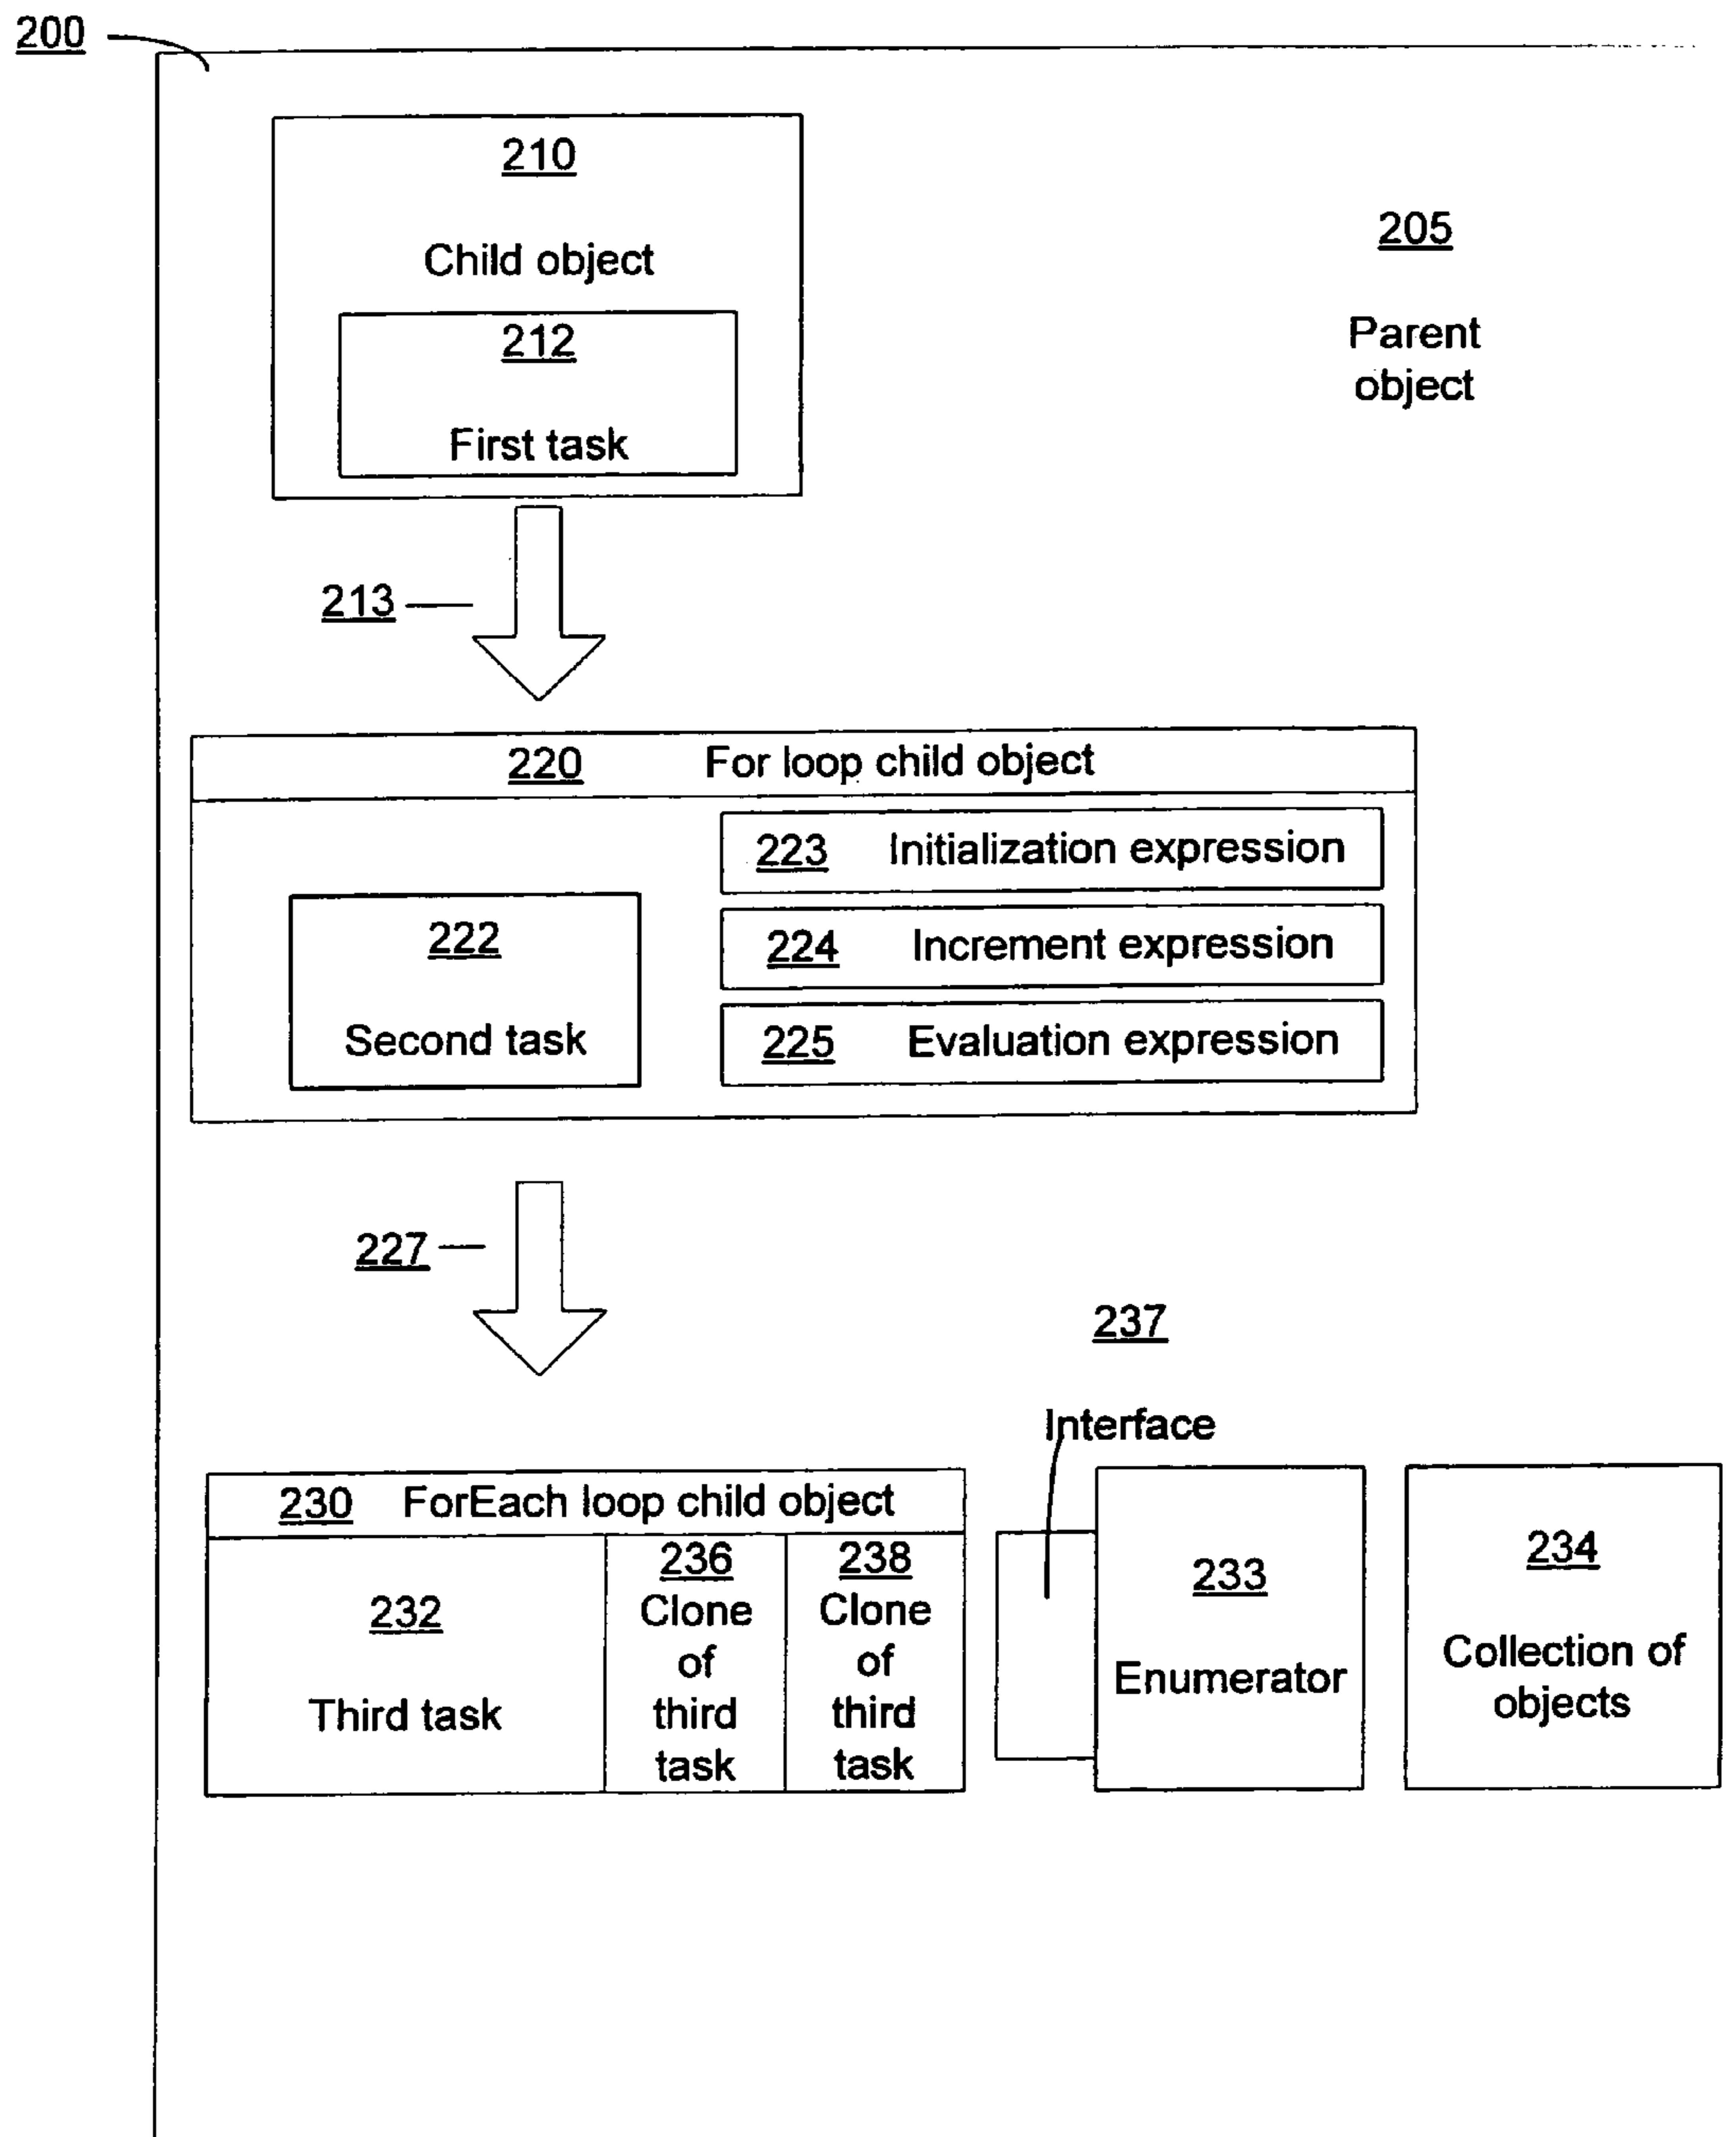 200
210
Child object
212
First task
205
Parent
object
213
220 For loop child object
223 Initialization expression
222
Second task
224 Increment expression
225 Evaluation expression
227
237
Interface
230 ForEach loop child object
232
Third task
236
Clone
of
third
task
238
Clone
of
third
task
233
Enumerator
234
Collection of
objects